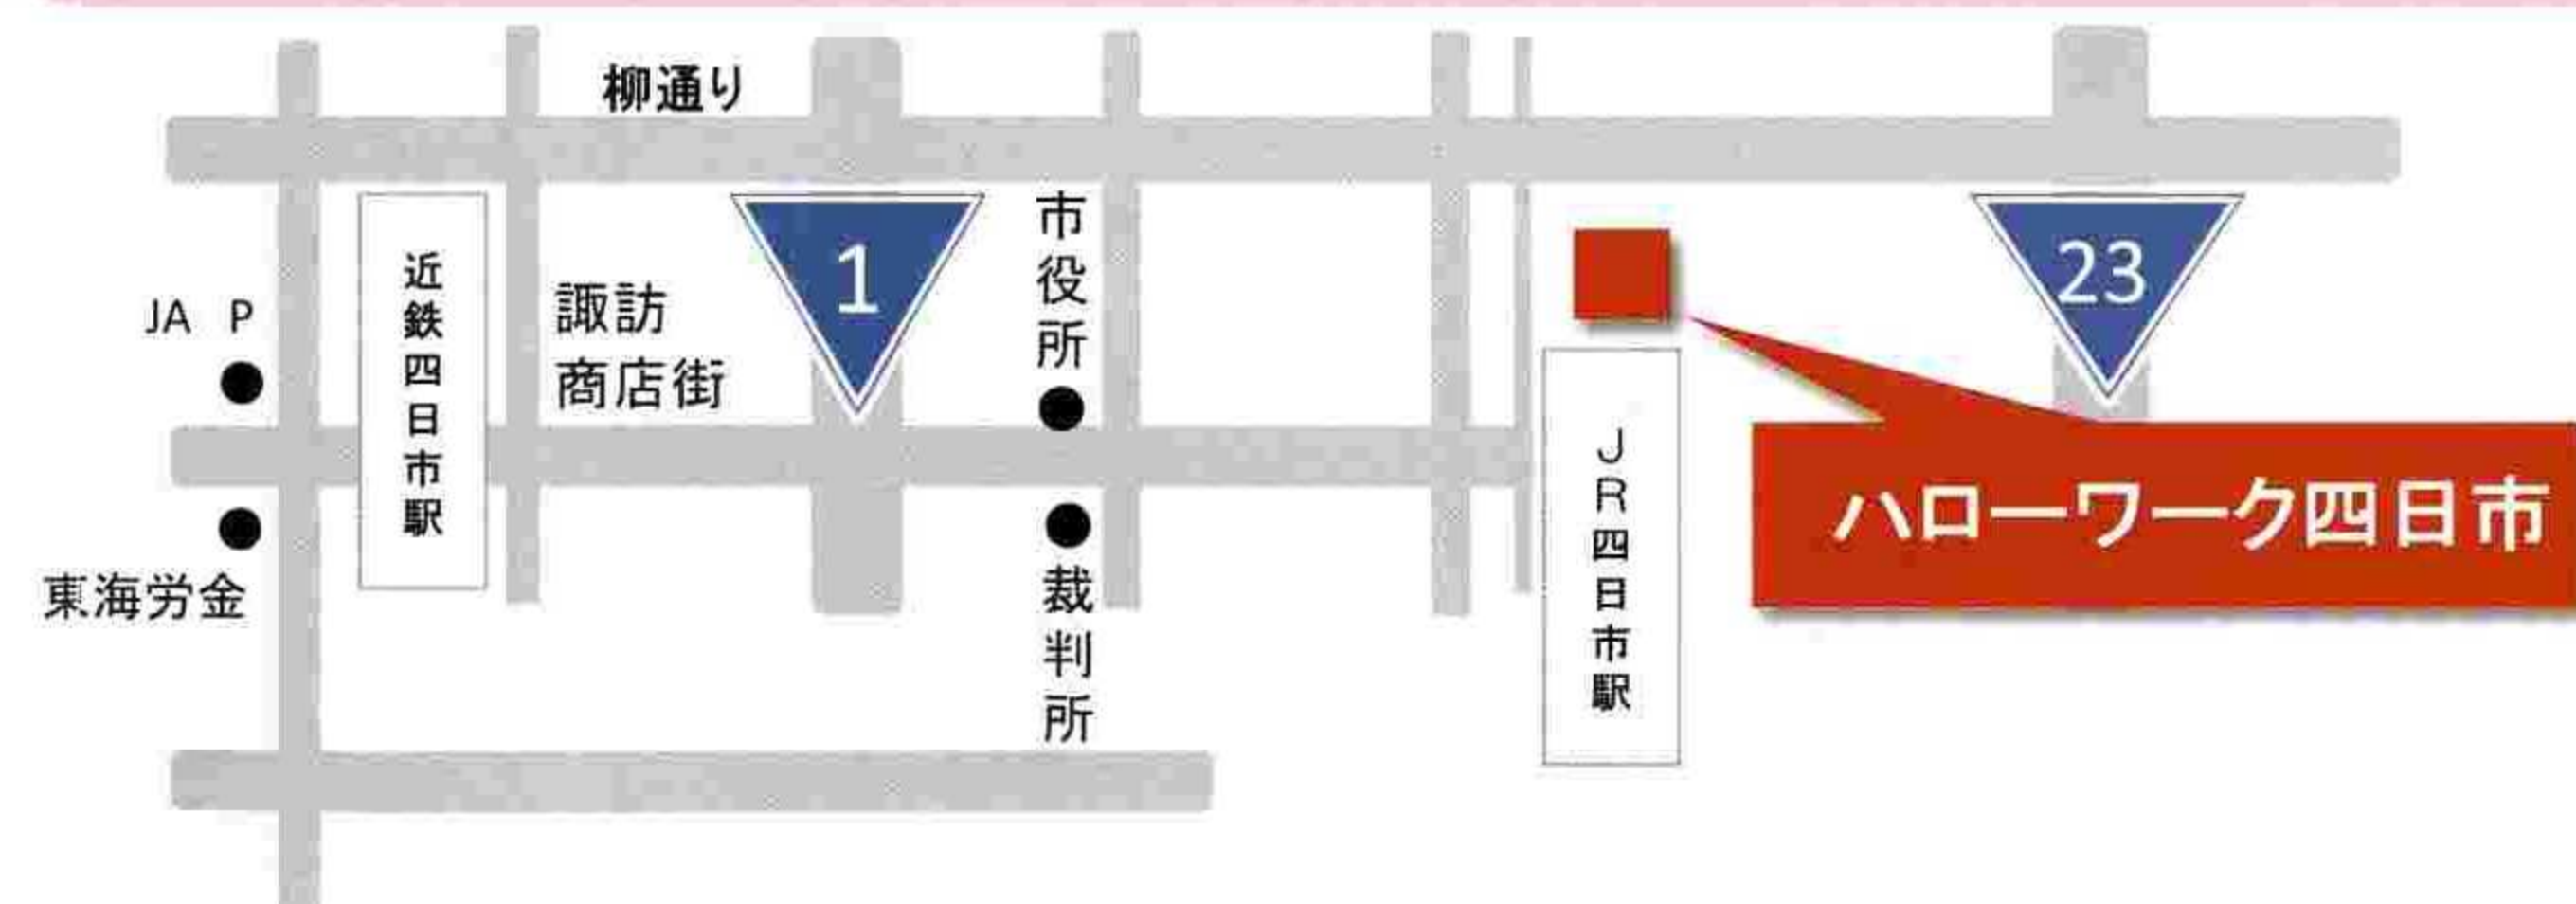 柳通り
近鉄四日市駅
諏訪
商店街
1
市役所
23
JA P
東海労金
裁判所
JR四日市駅
ハローワーク四日市